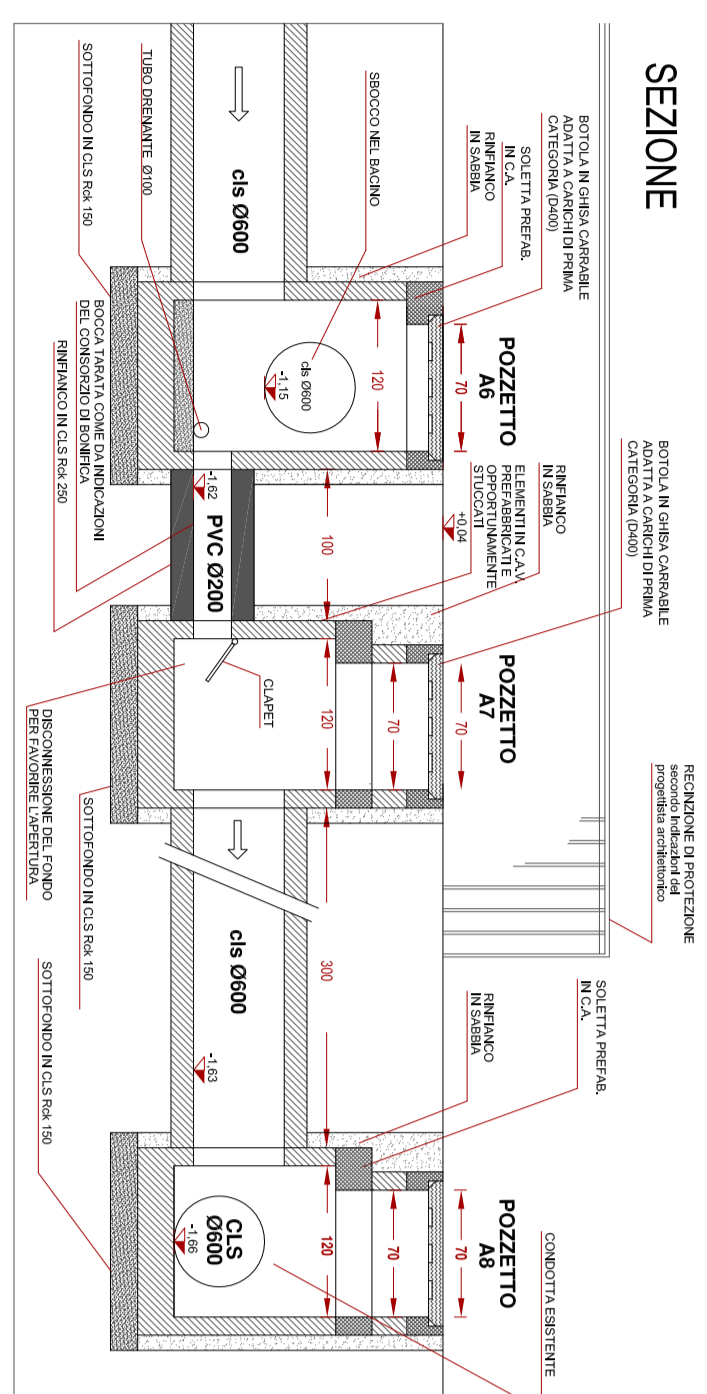 SEZIONE
BOTOLA IN GHISA CARRABILE
ADATTA A CARICHI DI PRIMA
CATEGORIA (D400)
SOLETTA PREFAB.
IN C.A.
RINFIANCO
IN SABBIA
SBOCCO NEL BACINO
TUBO DRENANTE Ø100
SOTTOFONDO IN CLS Rck 150
cls Ø600
POZZETTO
A6
70
120
cls Ø600
-1,15
BOCCA TARATA COME DA INDICAZIONI
DEL CONSORZIO DI BONIFICA
RINFIANCO IN CLS Rck 250
-1,62
PVC Ø200
100
+0,04
ELEMENTI IN C.A.V.
PREFABBRICATI E
OPPORTUNAMENTE
STUCCATI
RINFIANCO
IN SABBIA
BOTOLA IN GHISA CARRABILE
ADATTA A CARICHI DI PRIMA
CATEGORIA (D400)
POZZETTO
A7
70
70
120
CLAPET
DISCONNESSIONE DEL FONDO
PER FAVORIRE L'APERTURA
SOTTOFONDO IN CLS Rck 150
RECINZIONE DI PROTEZIONE
secondo indicazioni del
progettista architettonico
cls Ø600
300
-1,63
SOTTOFONDO IN CLS Rck 150
RINFIANCO
IN SABBIA
SOLETTA PREFAB.
IN C.A.
POZZETTO
A8
70
70
120
CLS
Ø600
-1,66
CONDOTTA ESISTENTE